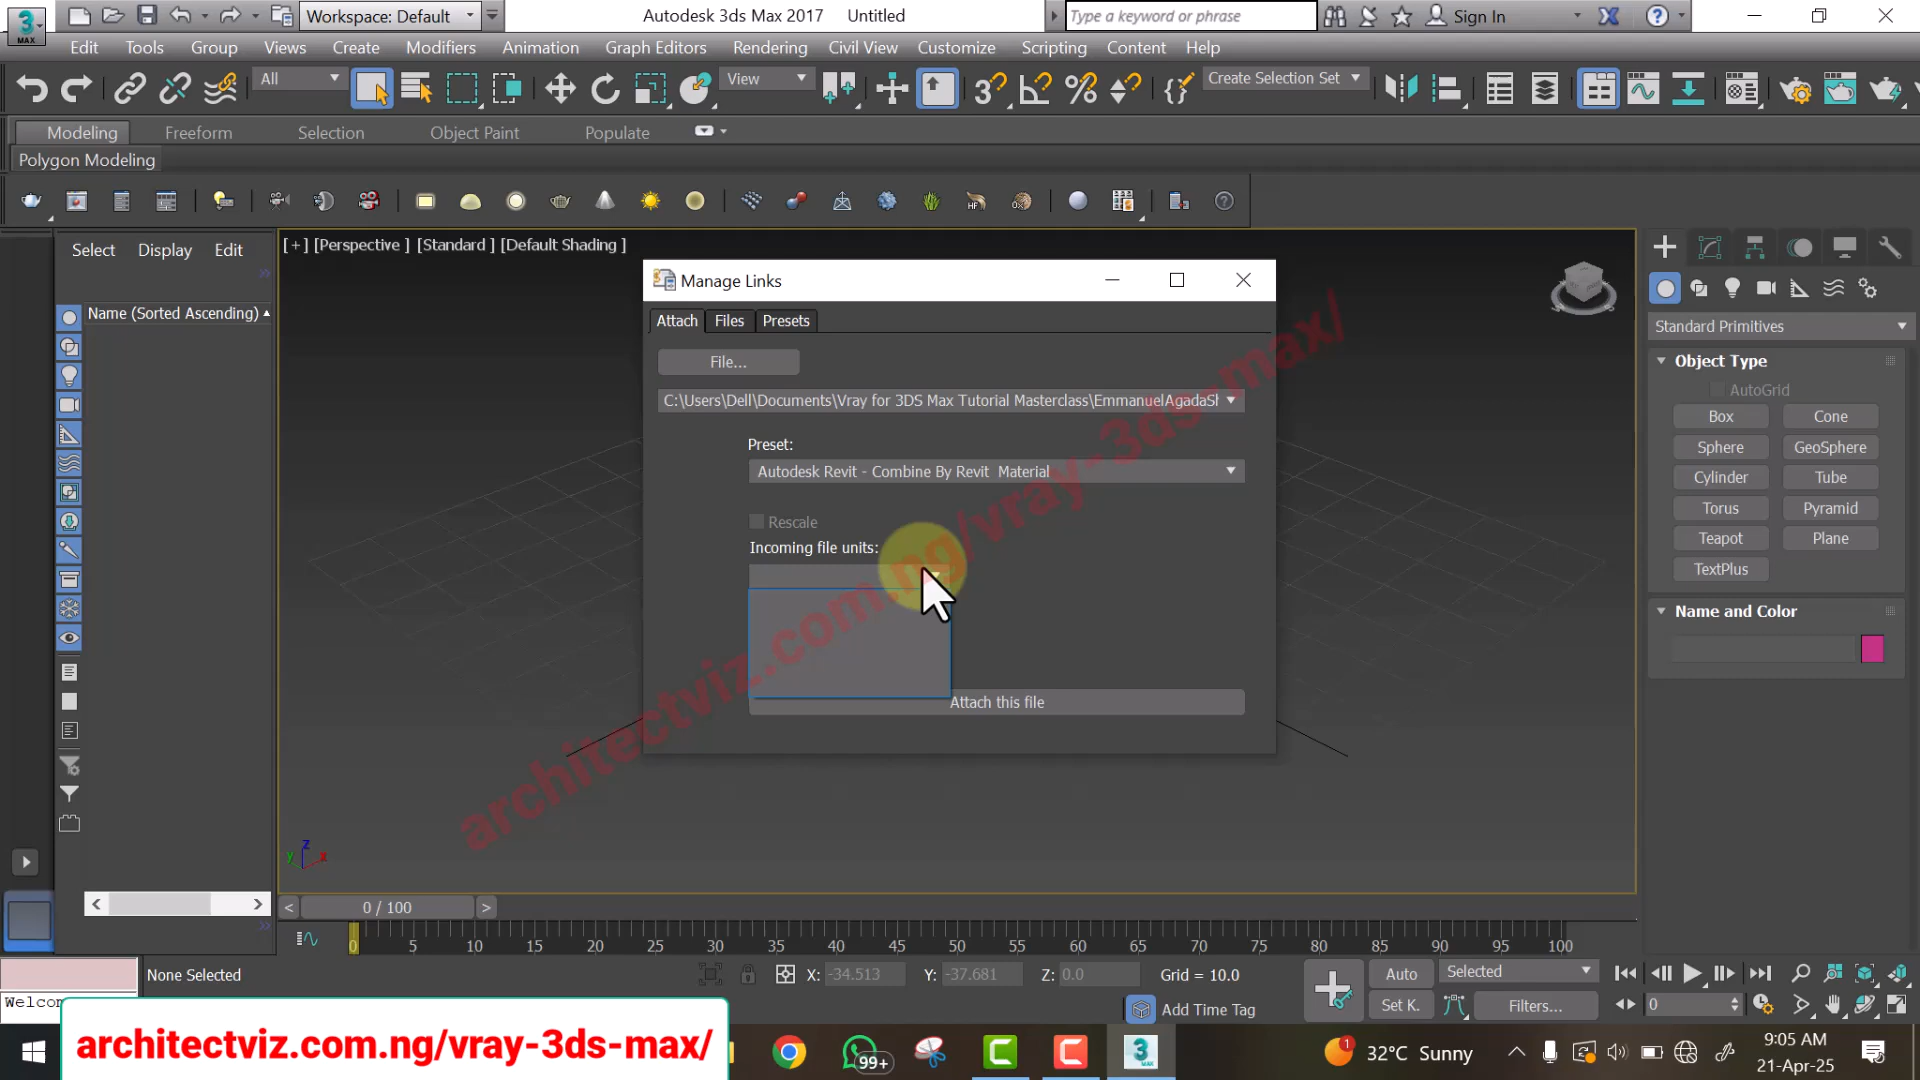 Workspace: Default
Autodesk 3ds Max 2017 Untitled
Type a keyword or phrase
Sign In
Edit Tools Group Views Create Modifiers Animation Graph Editors Rendering Civil View Customize Scripting Content Help
All
View
Create Selection Set
Modeling Freeform Selection Object Paint Populate
Polygon Modeling
Select Display Edit
[ + ] [Perspective ] [Standard ] [Default Shading ]
Name (Sorted Ascending)
Manage Links
Attach Files Presets
File...
C:\Users\Dell\Documents\Vray for 3DS Max Tutorial Masterclass\EmmanuelAgadaSh
Preset:
Autodesk Revit - Combine By Revit Material
Rescale
Incoming file units:
Attach this file
architectviz.com.ng/vray-3ds-max/
Standard Primitives
Object Type
AutoGrid
Box Cone
Sphere GeoSphere
Cylinder Tube
Torus Pyramid
Teapot Plane
TextPlus
Name and Color
0 / 100
0 5 10 15 20 25 30 35 40 45 50 55 60 65 70 75 80 85 90 95 100
None Selected
X: -34.513 Y: -37.681 Z: 0.0 Grid = 10.0
Auto Selected
Welcom
Add Time Tag
Set K. Filters...
0
architectviz.com.ng/vray-3ds-max/
99+
32°C Sunny
9:05 AM
21-Apr-25